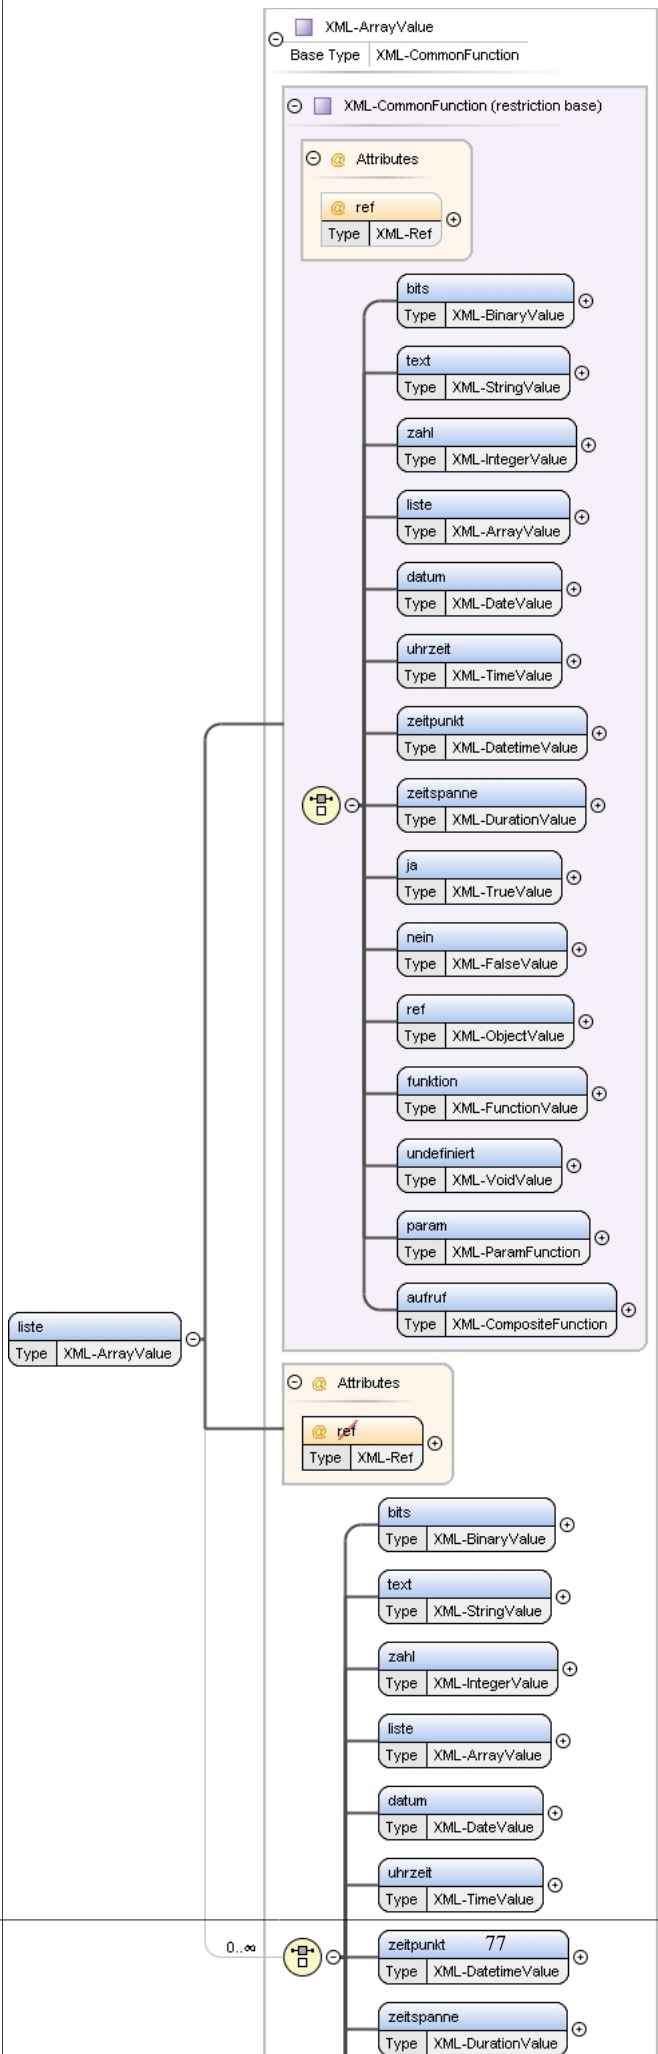 XML-ArrayValue
Base Type XML-CommonFunction
XML-CommonFunction (restriction base)
@ Attributes
@ ref
Type XML-Ref
bits
Type XML-BinaryValue
text
Type XML-StringValue
zahl
Type XML-IntegerValue
liste
Type XML-ArrayValue
datum
Type XML-DateValue
uhrzeit
Type XML-TimeValue
zeitpunkt
Type XML-DatetimeValue
zeitspanne
Type XML-DurationValue
ja
Type XML-TrueValue
nein
Type XML-FalseValue
ref
Type XML-ObjectValue
funktion
Type XML-FunctionValue
undefiniert
Type XML-VoidValue
param
Type XML-ParamFunction
aufruf
Type XML-CompositeFunction
liste
Type XML-ArrayValue
@ Attributes
@ ref
Type XML-Ref
bits
Type XML-BinaryValue
text
Type XML-StringValue
zahl
Type XML-IntegerValue
liste
Type XML-ArrayValue
datum
Type XML-DateValue
uhrzeit
Type XML-TimeValue
0..∞
zeitpunkt 77
Type XML-DatetimeValue
zeitspanne
Type XML-DurationValue